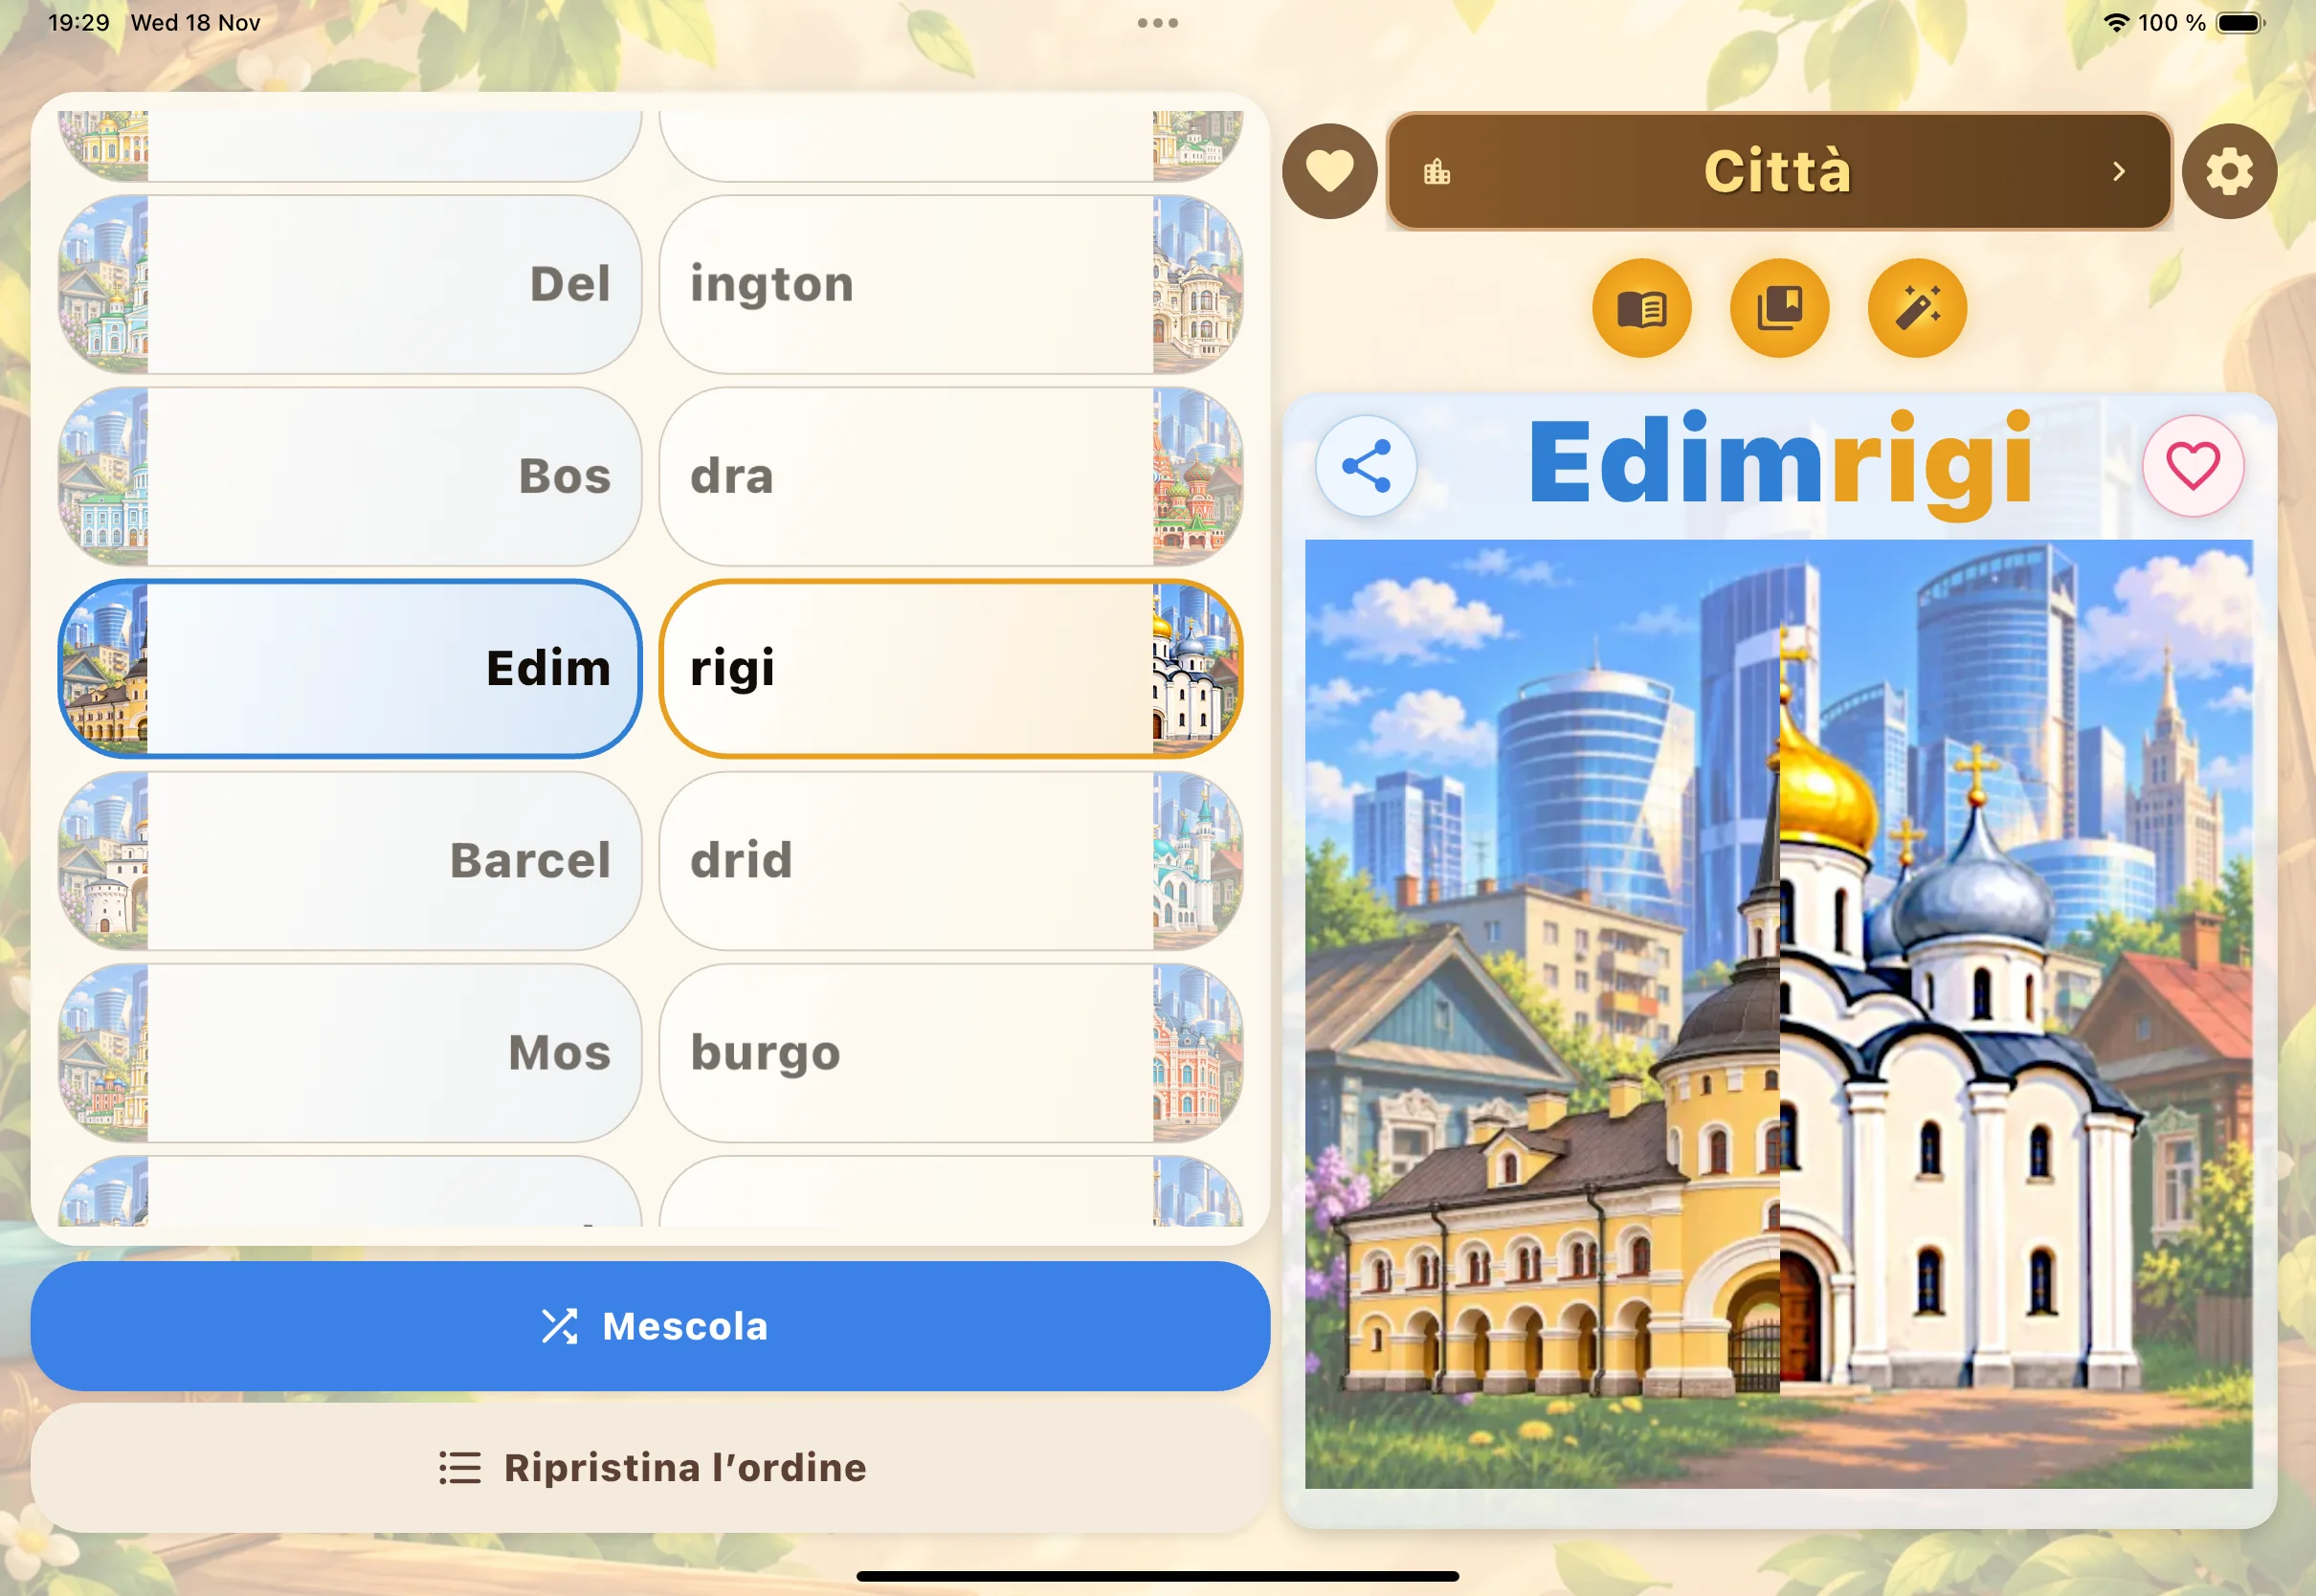 19:29 Wed 18 Nov
100 %
Del ington
Bos dra
Edim rigi
Barcel drid
Mos burgo
Mescola
Ripristina l’ordine
Città
Edimrigi